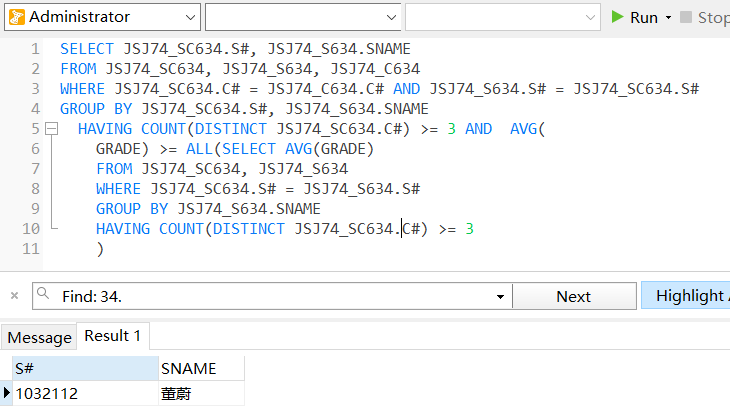 Administrator Run Stop
1 SELECT JSJ74_SC634.S#, JSJ74_S634.SNAME
2 FROM JSJ74_SC634, JSJ74_S634, JSJ74_C634
3 WHERE JSJ74_SC634.C# = JSJ74_C634.C# AND JSJ74_S634.S# = JSJ74_SC634.S#
4 GROUP BY JSJ74_SC634.S#, JSJ74_S634.SNAME
5 HAVING COUNT(DISTINCT JSJ74_SC634.C#) >= 3 AND  AVG(
6 GRADE) >= ALL(SELECT AVG(GRADE)
7 FROM JSJ74_SC634, JSJ74_S634
8 WHERE JSJ74_SC634.S# = JSJ74_S634.S#
9 GROUP BY JSJ74_S634.SNAME
10 HAVING COUNT(DISTINCT JSJ74_SC634.C#) >= 3
11 )
Find: 34. Next Highlight
Message Result 1
S# SNAME
1032112 董蔚